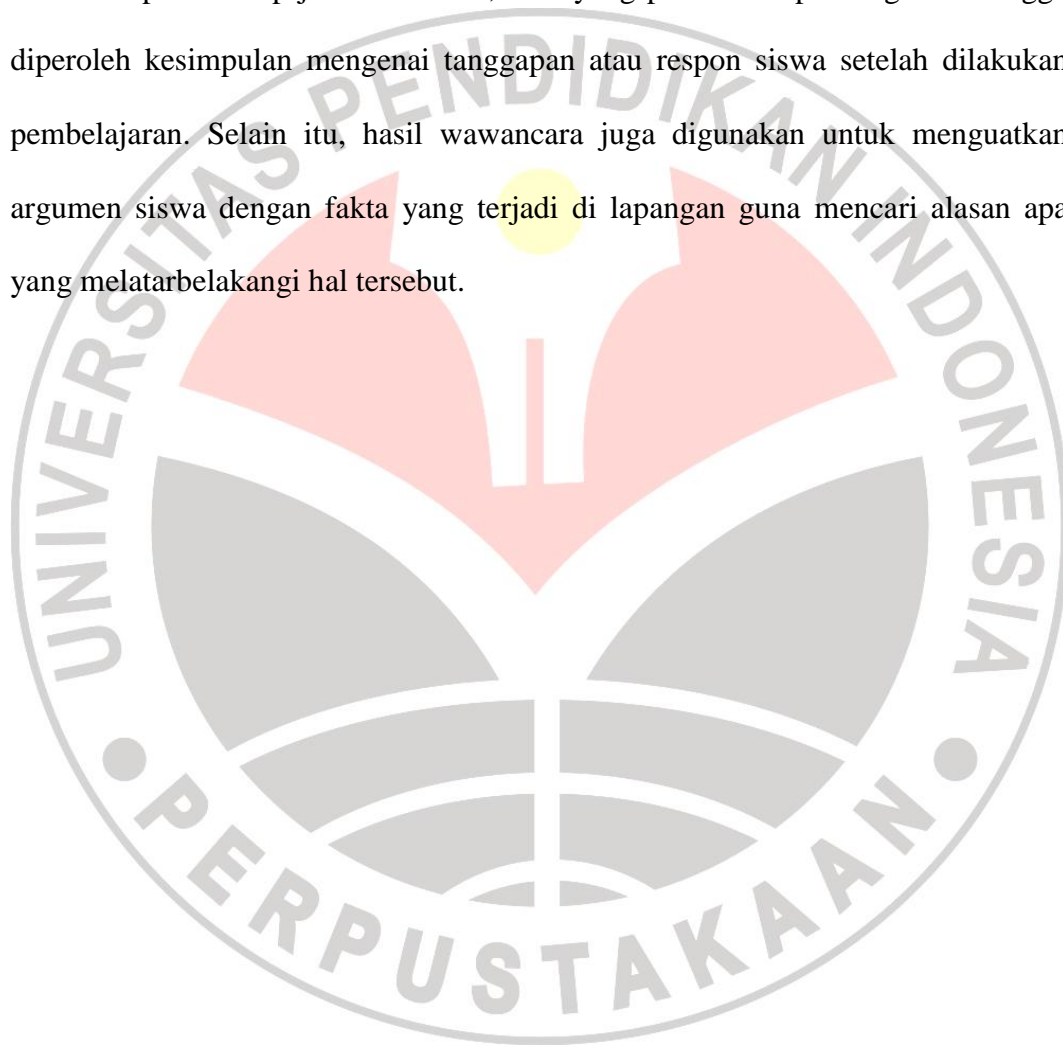 diperoleh kesimpulan mengenai tanggapan atau respon siswa setelah dilakukan
pembelajaran. Selain itu, hasil wawancara juga digunakan untuk menguatkan
argumen siswa dengan fakta yang terjadi di lapangan guna mencari alasan apa
yang melatarbelakangi hal tersebut.
UNIVERSITAS PENDIDIKAN INDONESIA
PERPUSTAKAAN